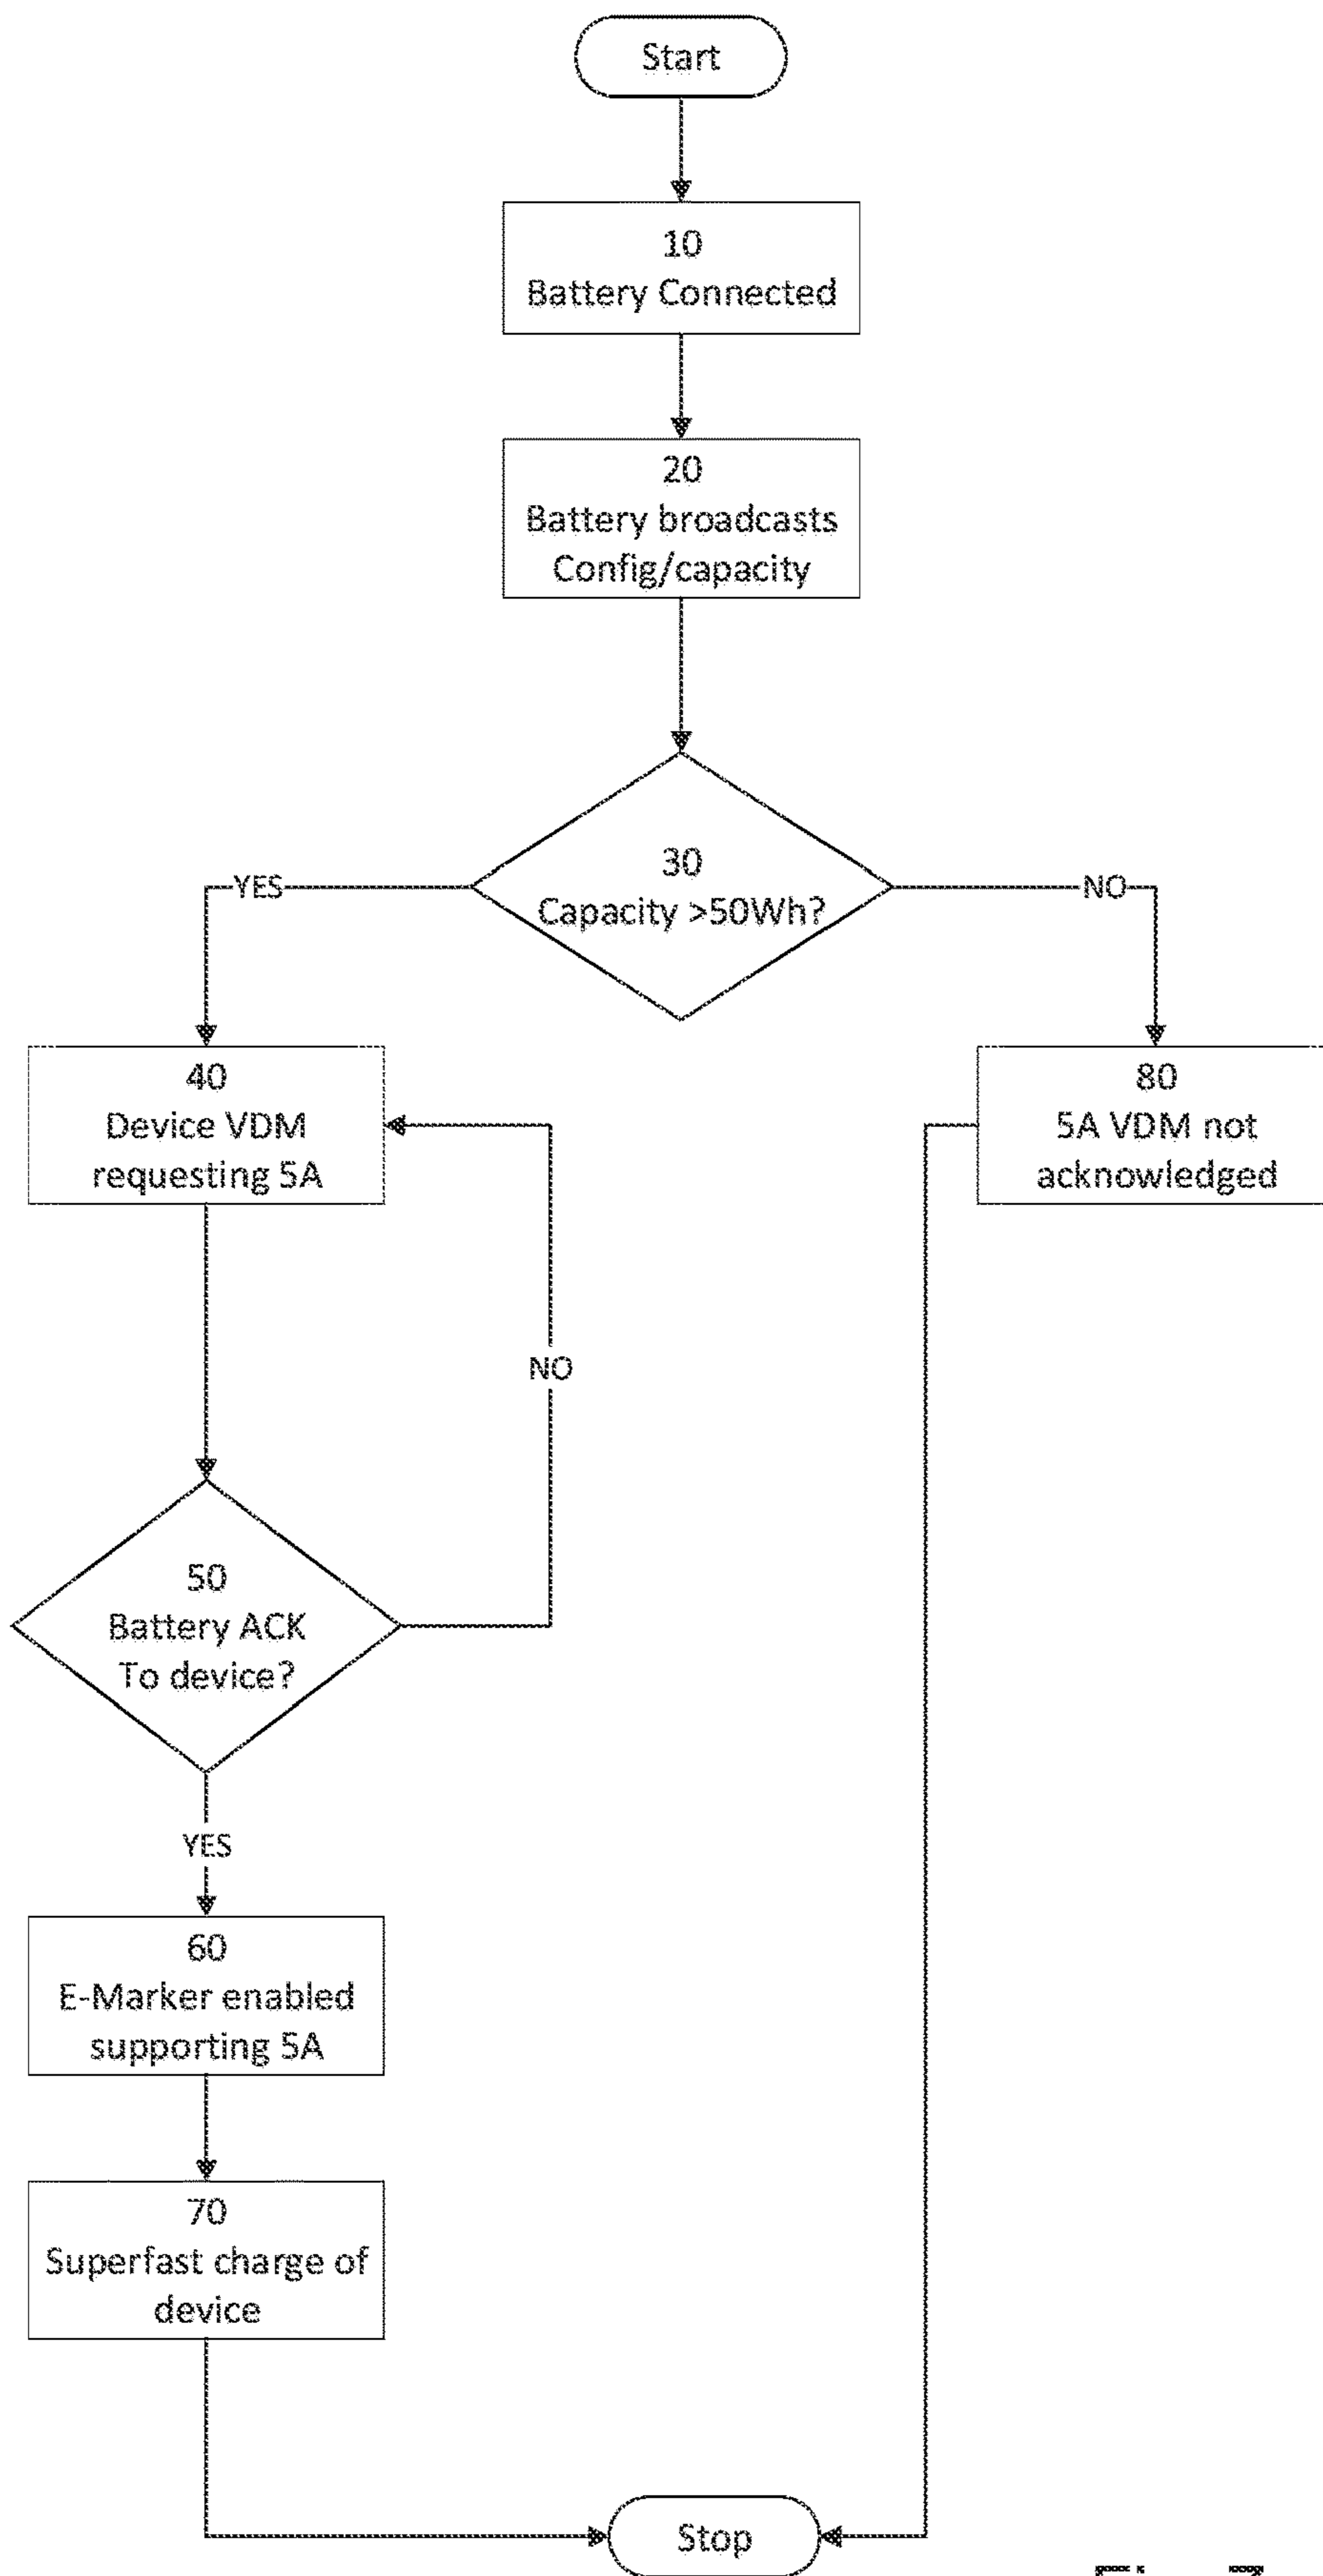 Start
10
Battery Connected
20
Battery broadcasts
Config/capacity
30
Capacity >50Wh?
YES
NO
40
Device VDM
requesting 5A
80
5A VDM not
acknowledged
NO
50
Battery ACK
To device?
YES
60
E-Marker enabled
supporting 5A
70
Superfast charge of
device
Stop